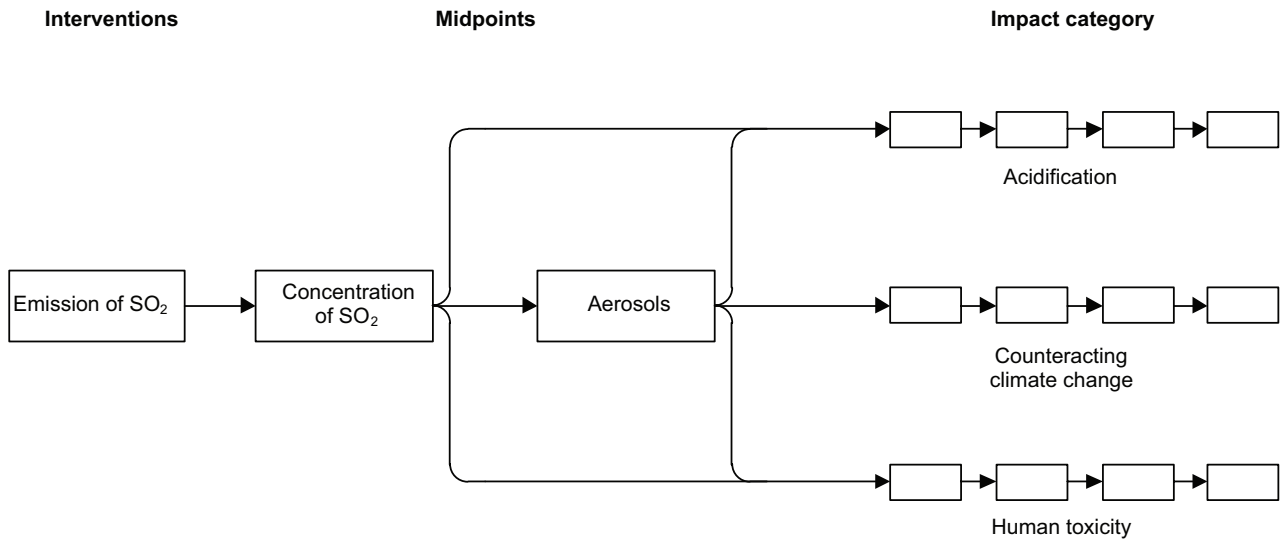 Interventions
Midpoints
Impact category
Acidification
Emission of SO₂
Concentration
of SO₂
Aerosols
Counteracting
climate change
Human toxicity